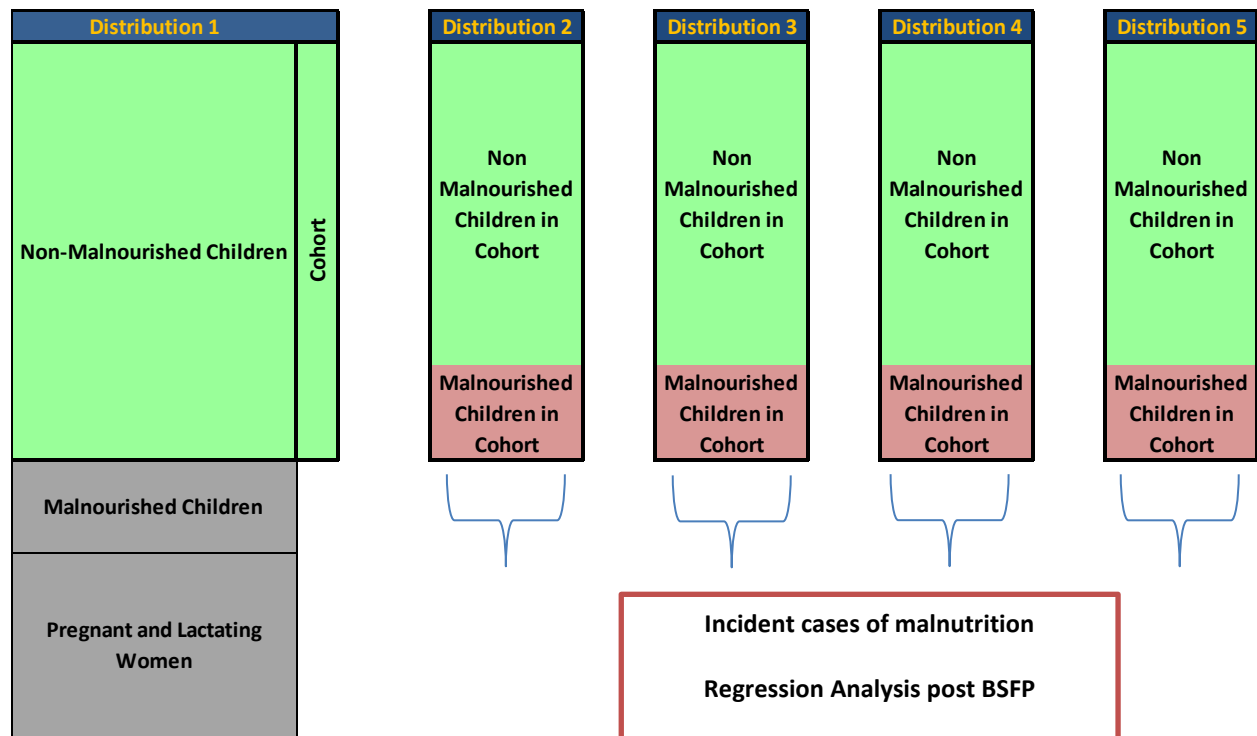 Distribution 1
Distribution 2
Distribution 3
Distribution 4
Distribution 5
Non-Malnourished Children
Cohort
Non
Malnourished
Children in
Cohort
Non
Malnourished
Children in
Cohort
Non
Malnourished
Children in
Cohort
Non
Malnourished
Children in
Cohort
Malnourished
Children in
Cohort
Malnourished
Children in
Cohort
Malnourished
Children in
Cohort
Malnourished
Children in
Cohort
Malnourished Children
Pregnant and Lactating
Women
Incident cases of malnutrition
Regression Analysis post BSFP